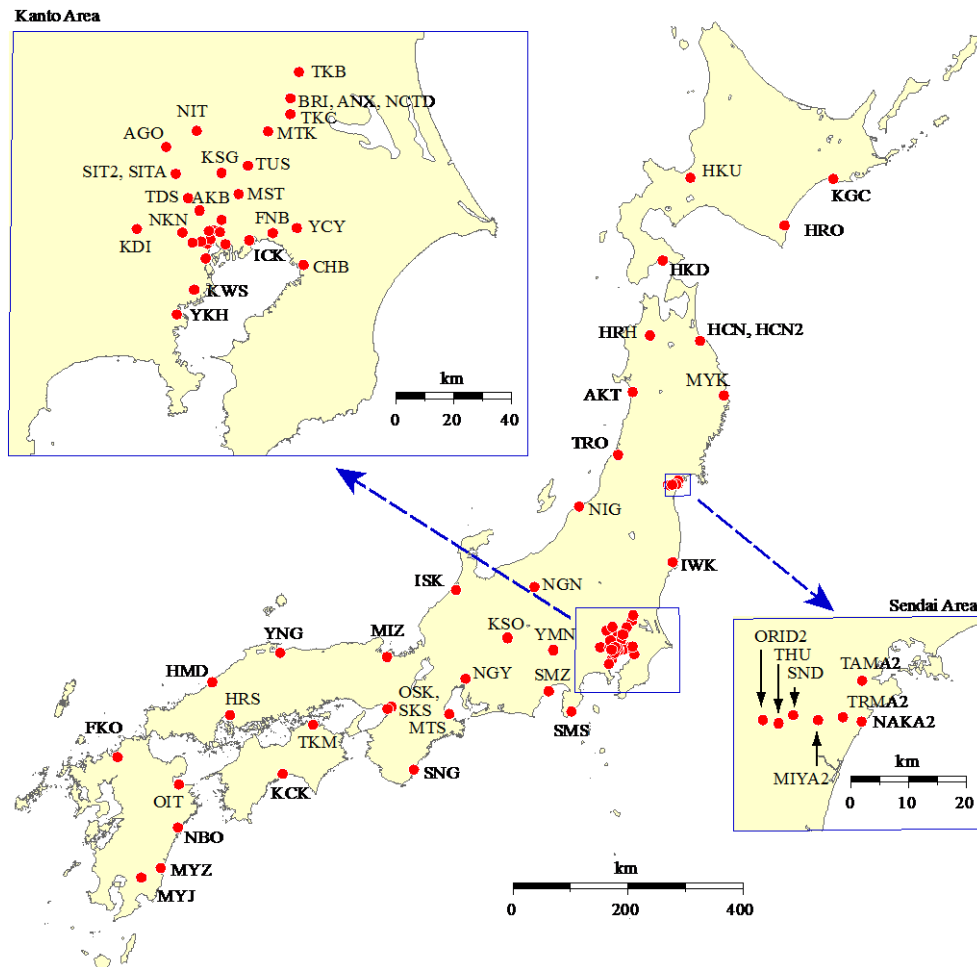 Kanto Area
TKB
BRI, ANX, NCTD
TKC
NIT
MTK
AGO
KSG
TUS
SIT2, SITA
TDS
AKB
MST
NKN
FNB
YCY
KDI
ICK
CHB
KWS
YKH
km
0 20 40
HKU
KGC
HRO
HKD
HRH
HCN, HCN2
MYK
AKT
TRO
NIG
IWK
ISK
NGN
KSO
YMN
YNG
MIZ
HMD
NGY
SMZ
HRS
OSK,
SKS
MTS
SMS
FKO
TKM
SNG
KCK
OIT
NBO
MYZ
MYJ
0 200 400
km
Sendai Area
ORID2
THU
SND
TAMA2
TRMA2
NAKA2
MIYA2
km
0 10 20